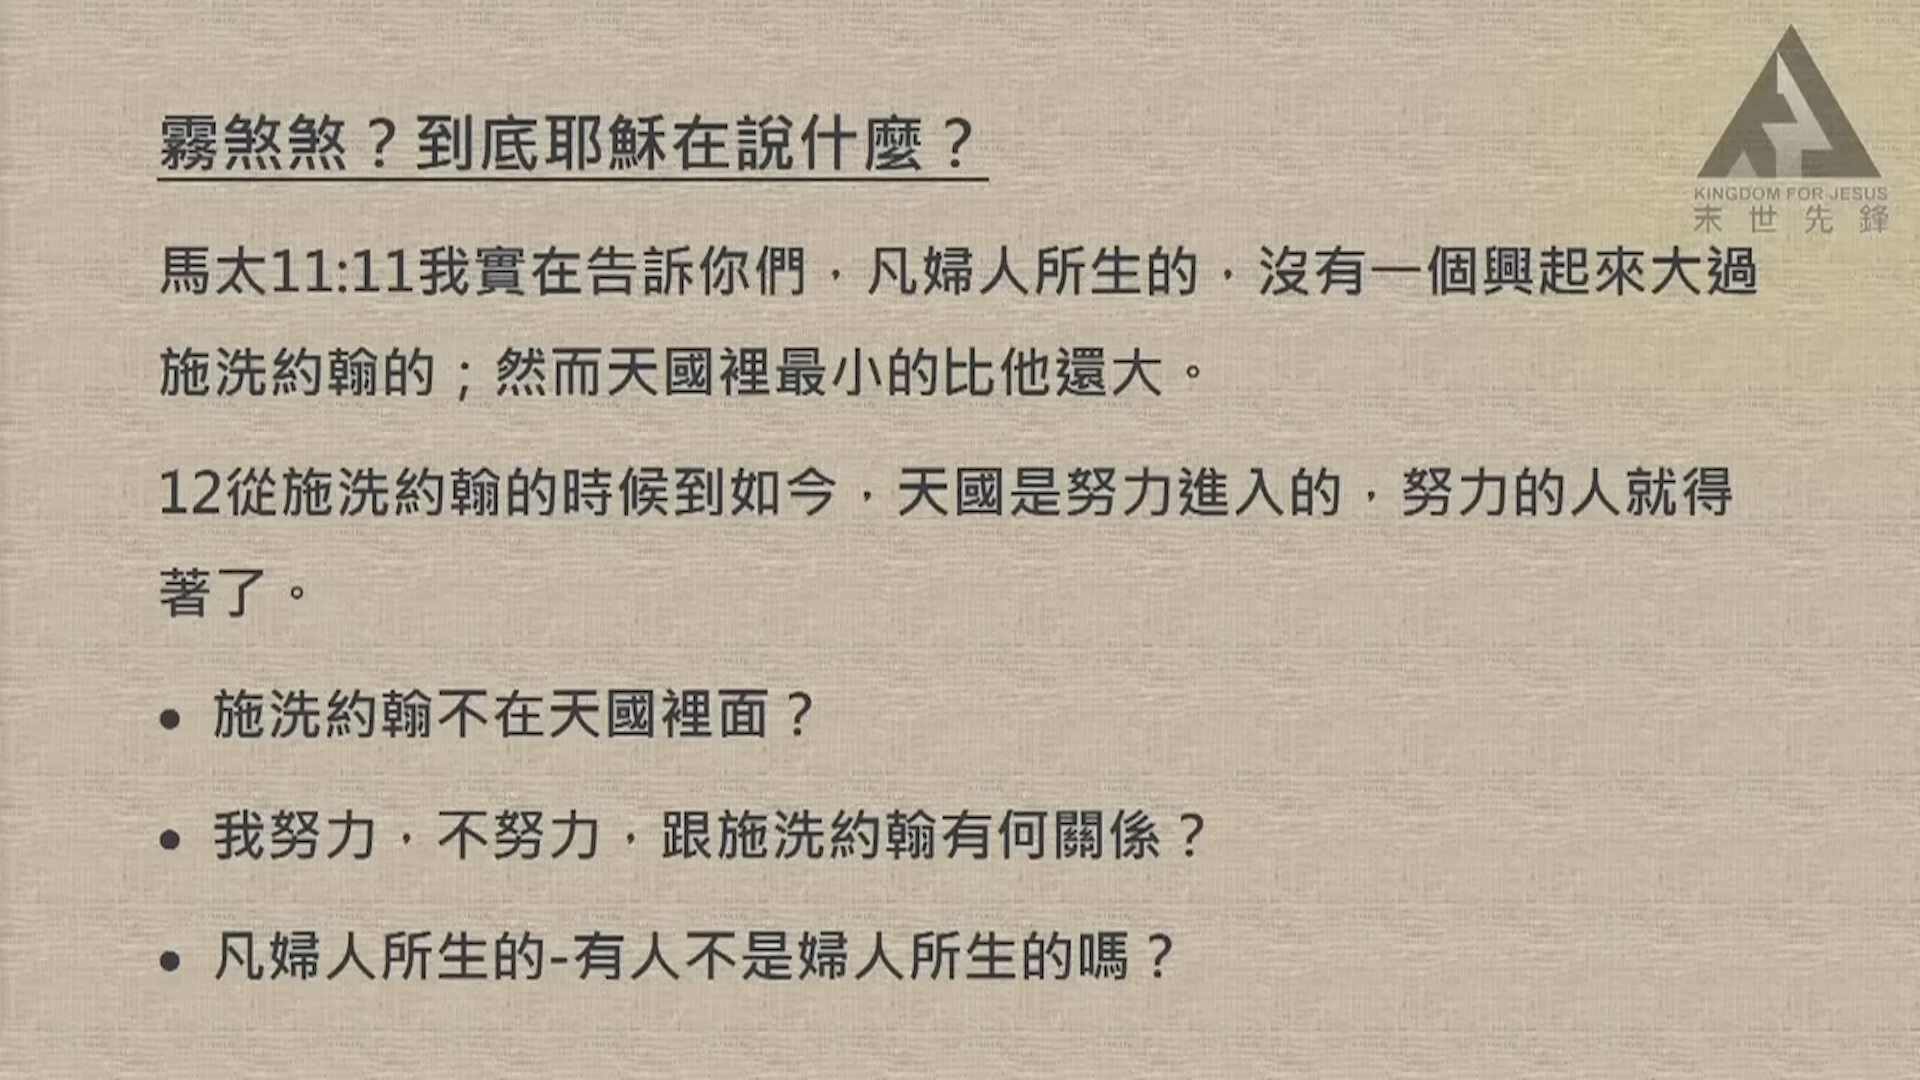 霧煞煞？到底耶穌在說什麼？
KINGDOM FOR JESUS
末世先鋒
馬太11:11我實在告訴你們，凡婦人所生的，沒有一個興起來大過
施洗約翰的；然而天國裡最小的比他還大。
12從施洗約翰的時候到如今，天國是努力進入的，努力的人就得
著了。
• 施洗約翰不在天國裡面？
• 我努力，不努力，跟施洗約翰有何關係？
• 凡婦人所生的-有人不是婦人所生的嗎？